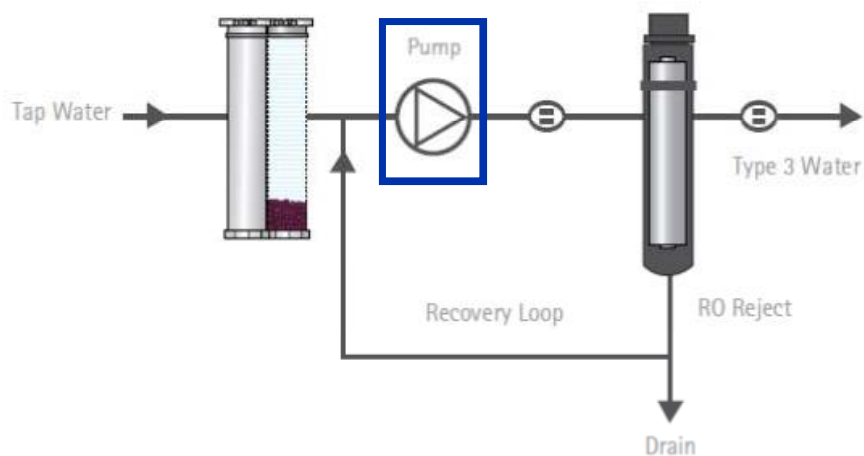 Pump
Tap Water
Type 3 Water
Recovery Loop
RO Reject
Drain